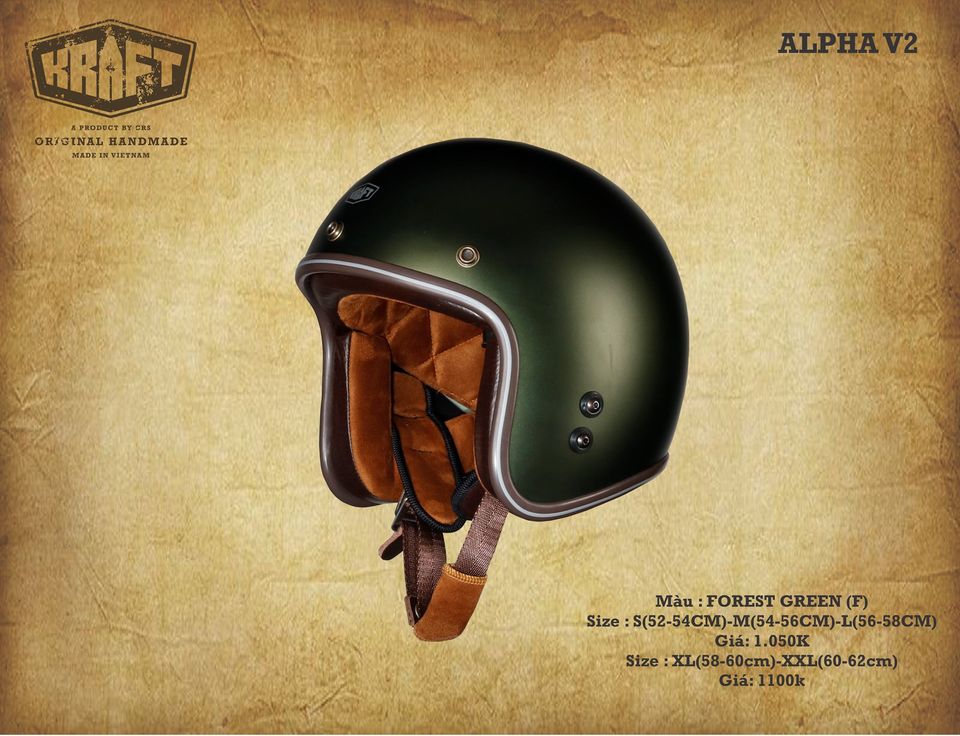 KRAFT
A PRODUCT BY CRS
ORIGINAL HANDMADE
MADE IN VIETNAM
ALPHA V2
KRAFT
Màu : FOREST GREEN (F)
Size : S(52-54CM)-M(54-56CM)-L(56-58CM)
Giá: 1.050K
Size : XL(58-60cm)-XXL(60-62cm)
Giá: 1100k